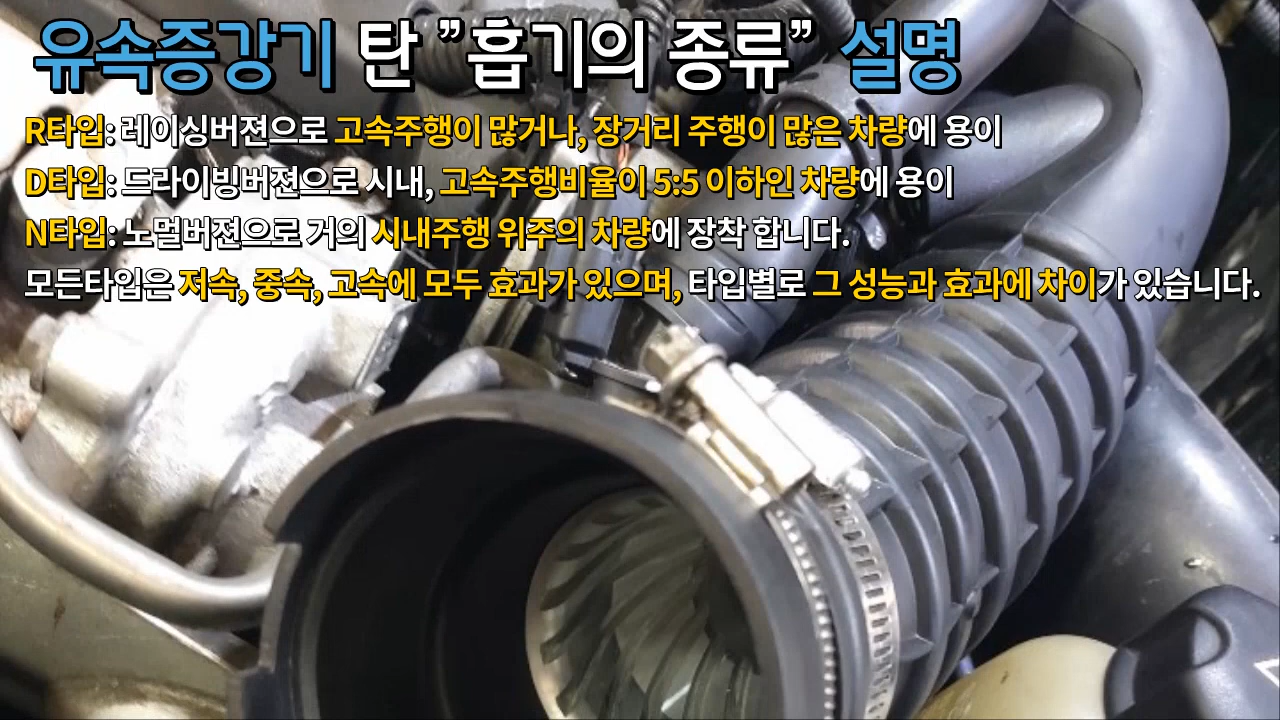 유속증강기 탄 "흡기의 종류" 설명
R타입: 레이싱버젼으로 고속주행이 많거나, 장거리 주행이 많은 차량에 용이
D타입: 드라이빙버젼으로 시내, 고속주행비율이 5:5 이하인 차량에 용이
N타입: 노멀버젼으로 거의 시내주행 위주의 차량에 장착 합니다.
모든타입은 저속, 중속, 고속에 모두 효과가 있으며, 타입별로 그 성능과 효과에 차이가 있습니다.